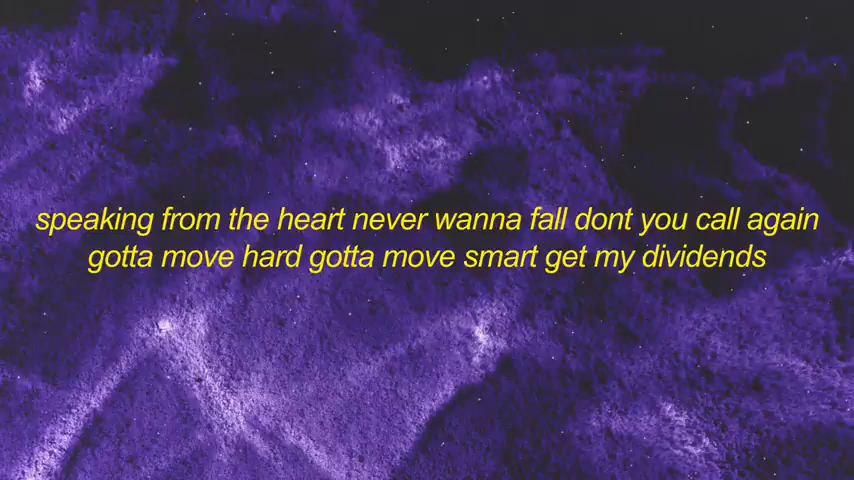 speaking from the heart never wanna fall dont you call again
gotta move hard gotta move smart get my dividends